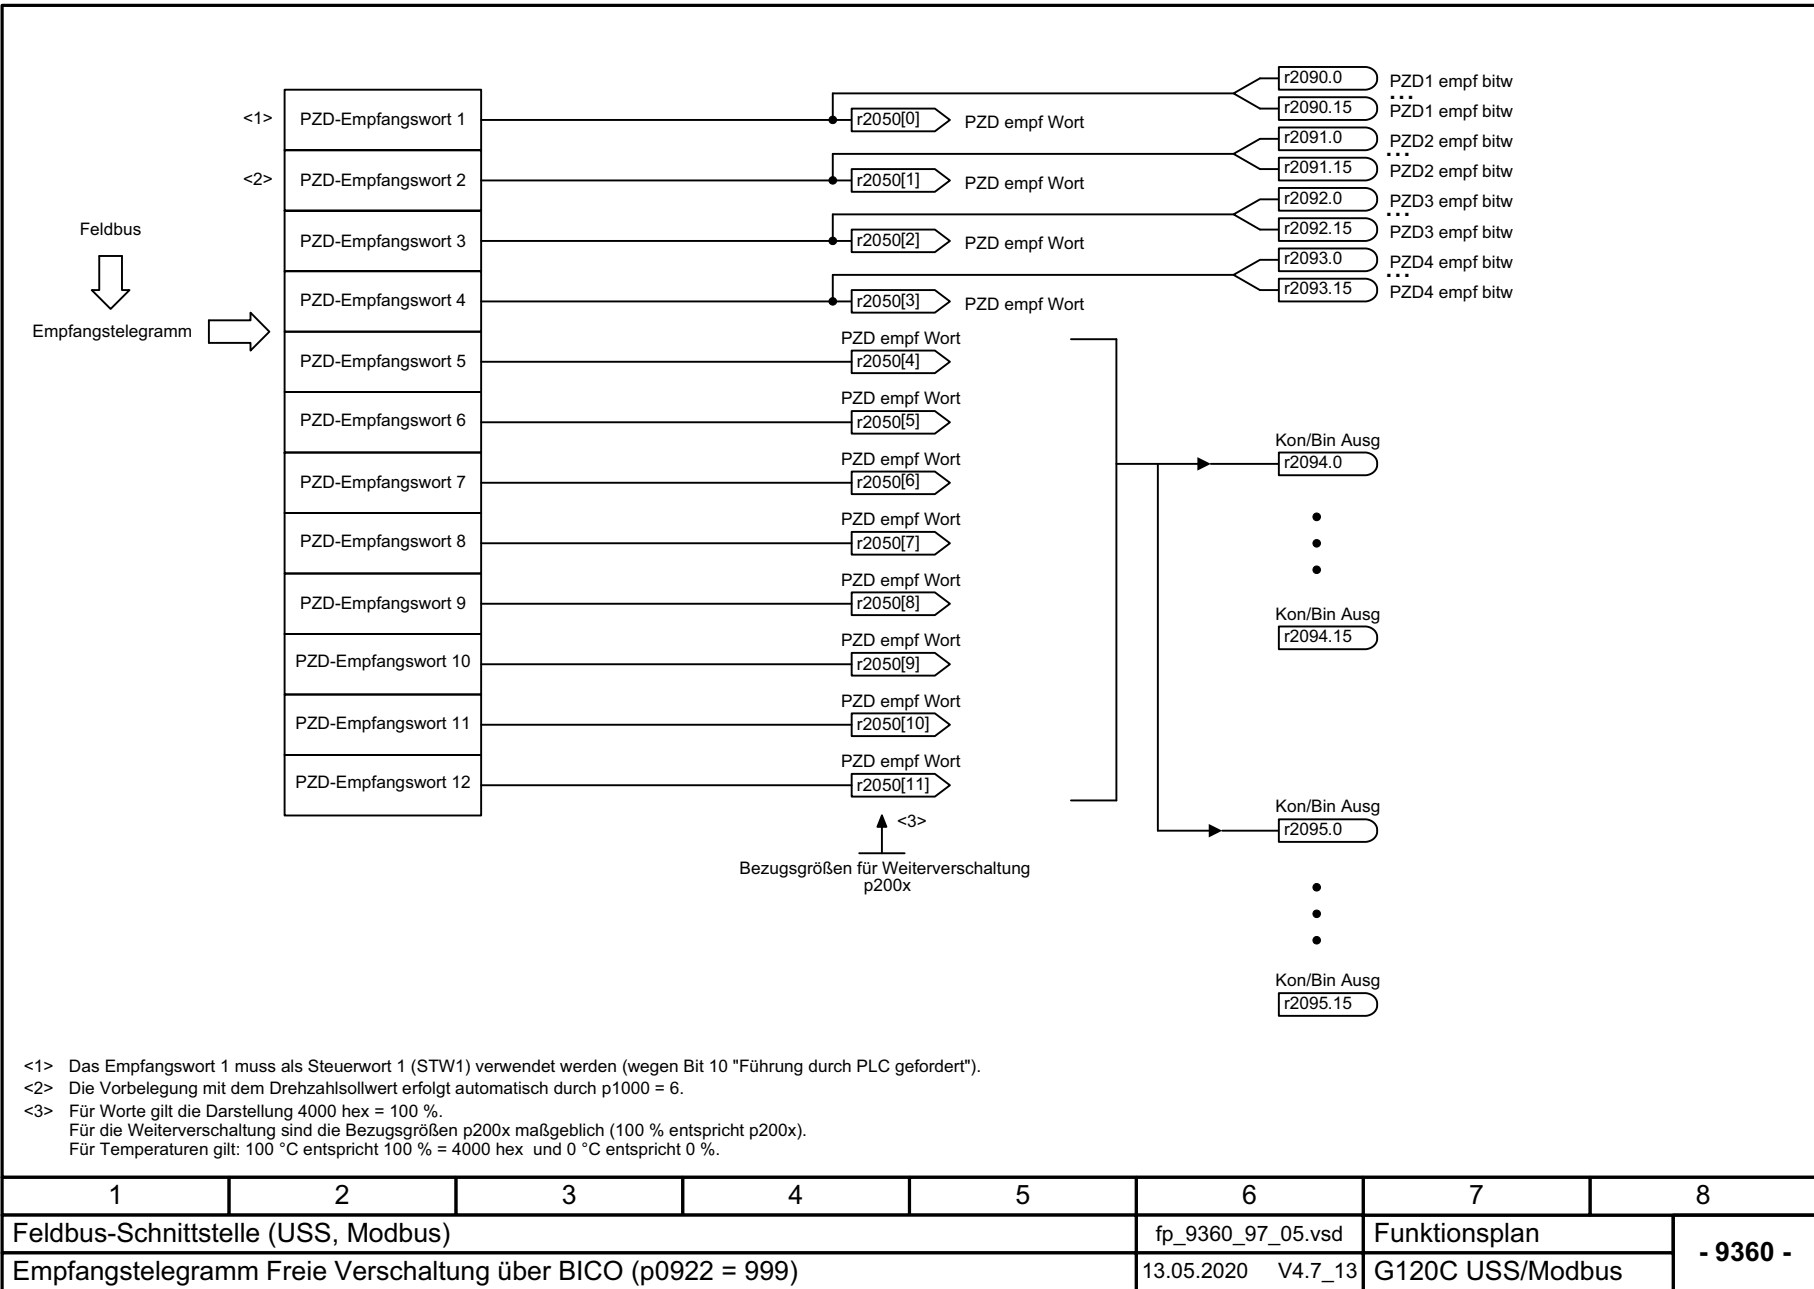 r2090.0 PZD1 empf bitw
...
<1> PZD-Empfangswort 1 r2050[0] PZD empf Wort r2090.15 PZD1 empf bitw
r2091.0 PZD2 empf bitw
...
<2> PZD-Empfangswort 2 r2050[1] PZD empf Wort r2091.15 PZD2 empf bitw
r2092.0 PZD3 empf bitw
...
Feldbus PZD-Empfangswort 3 r2050[2] PZD empf Wort r2092.15 PZD3 empf bitw
r2093.0 PZD4 empf bitw
...
PZD-Empfangswort 4 r2050[3] PZD empf Wort r2093.15 PZD4 empf bitw
Empfangstelegramm
PZD empf Wort
PZD-Empfangswort 5 r2050[4]
PZD empf Wort
PZD-Empfangswort 6 r2050[5]
Kon/Bin Ausg
PZD empf Wort r2094.0
PZD-Empfangswort 7 r2050[6]
PZD empf Wort
PZD-Empfangswort 8 r2050[7]
PZD empf Wort
PZD-Empfangswort 9 r2050[8]
Kon/Bin Ausg
PZD empf Wort r2094.15
PZD-Empfangswort 10 r2050[9]
PZD empf Wort
PZD-Empfangswort 11 r2050[10]
PZD empf Wort
PZD-Empfangswort 12 r2050[11]
Kon/Bin Ausg
<3> r2095.0
Bezugsgrößen für Weiterverschaltung
p200x
Kon/Bin Ausg
r2095.15
<1> Das Empfangswort 1 muss als Steuerwort 1 (STW1) verwendet werden (wegen Bit 10 "Führung durch PLC gefordert").
<2> Die Vorbelegung mit dem Drehzahlsollwert erfolgt automatisch durch p1000 = 6.
<3> Für Worte gilt die Darstellung 4000 hex = 100 %.
Für die Weiterverschaltung sind die Bezugsgrößen p200x maßgeblich (100 % entspricht p200x).
Für Temperaturen gilt: 100 °C entspricht 100 % = 4000 hex und 0 °C entspricht 0 %.
1 2 3 4 5 6 7 8
Feldbus-Schnittstelle (USS, Modbus) fp_9360_97_05.vsd Funktionsplan - 9360 -
Empfangstelegramm Freie Verschaltung über BICO (p0922 = 999) 13.05.2020 V4.7_13 G120C USS/Modbus